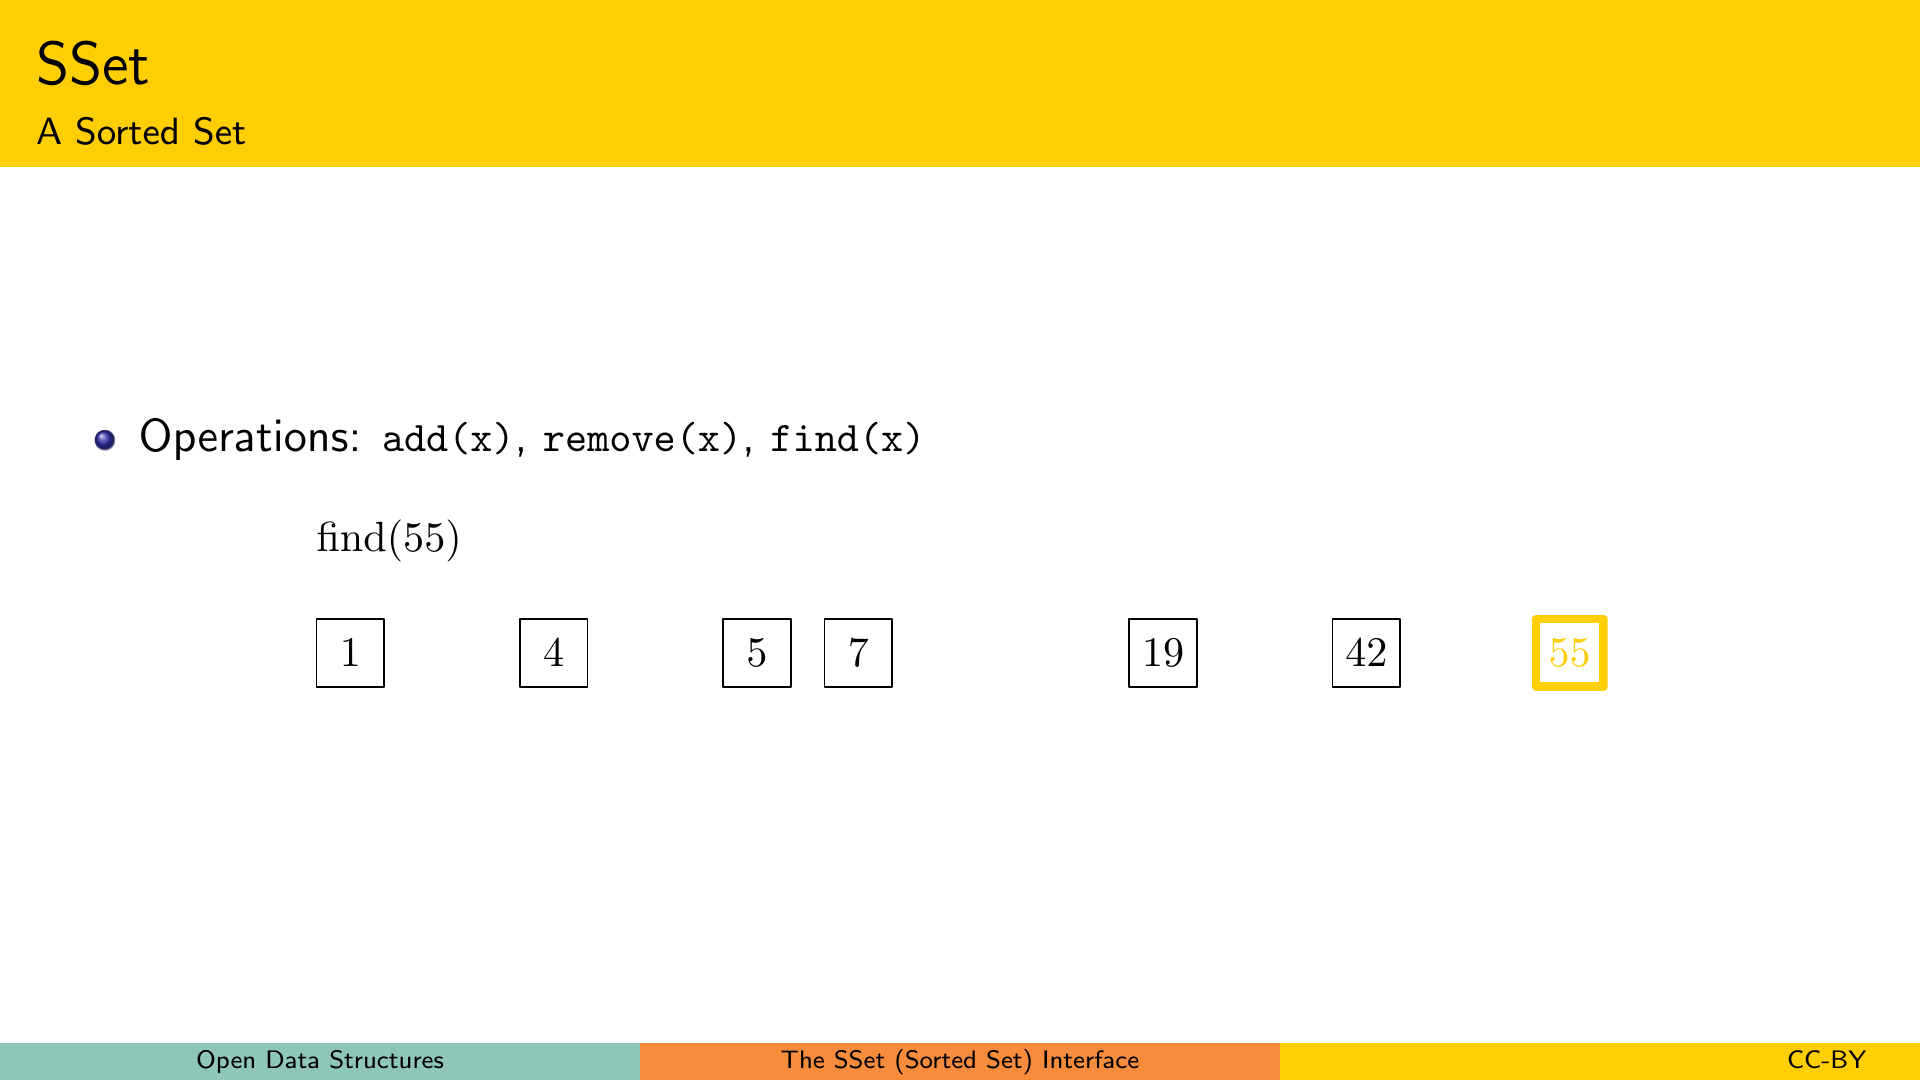 SSet
A Sorted Set
Operations: add(x), remove(x), find(x)
find(55)
1 4 5 7 19 42 55
Open Data Structures The SSet (Sorted Set) Interface CC-BY